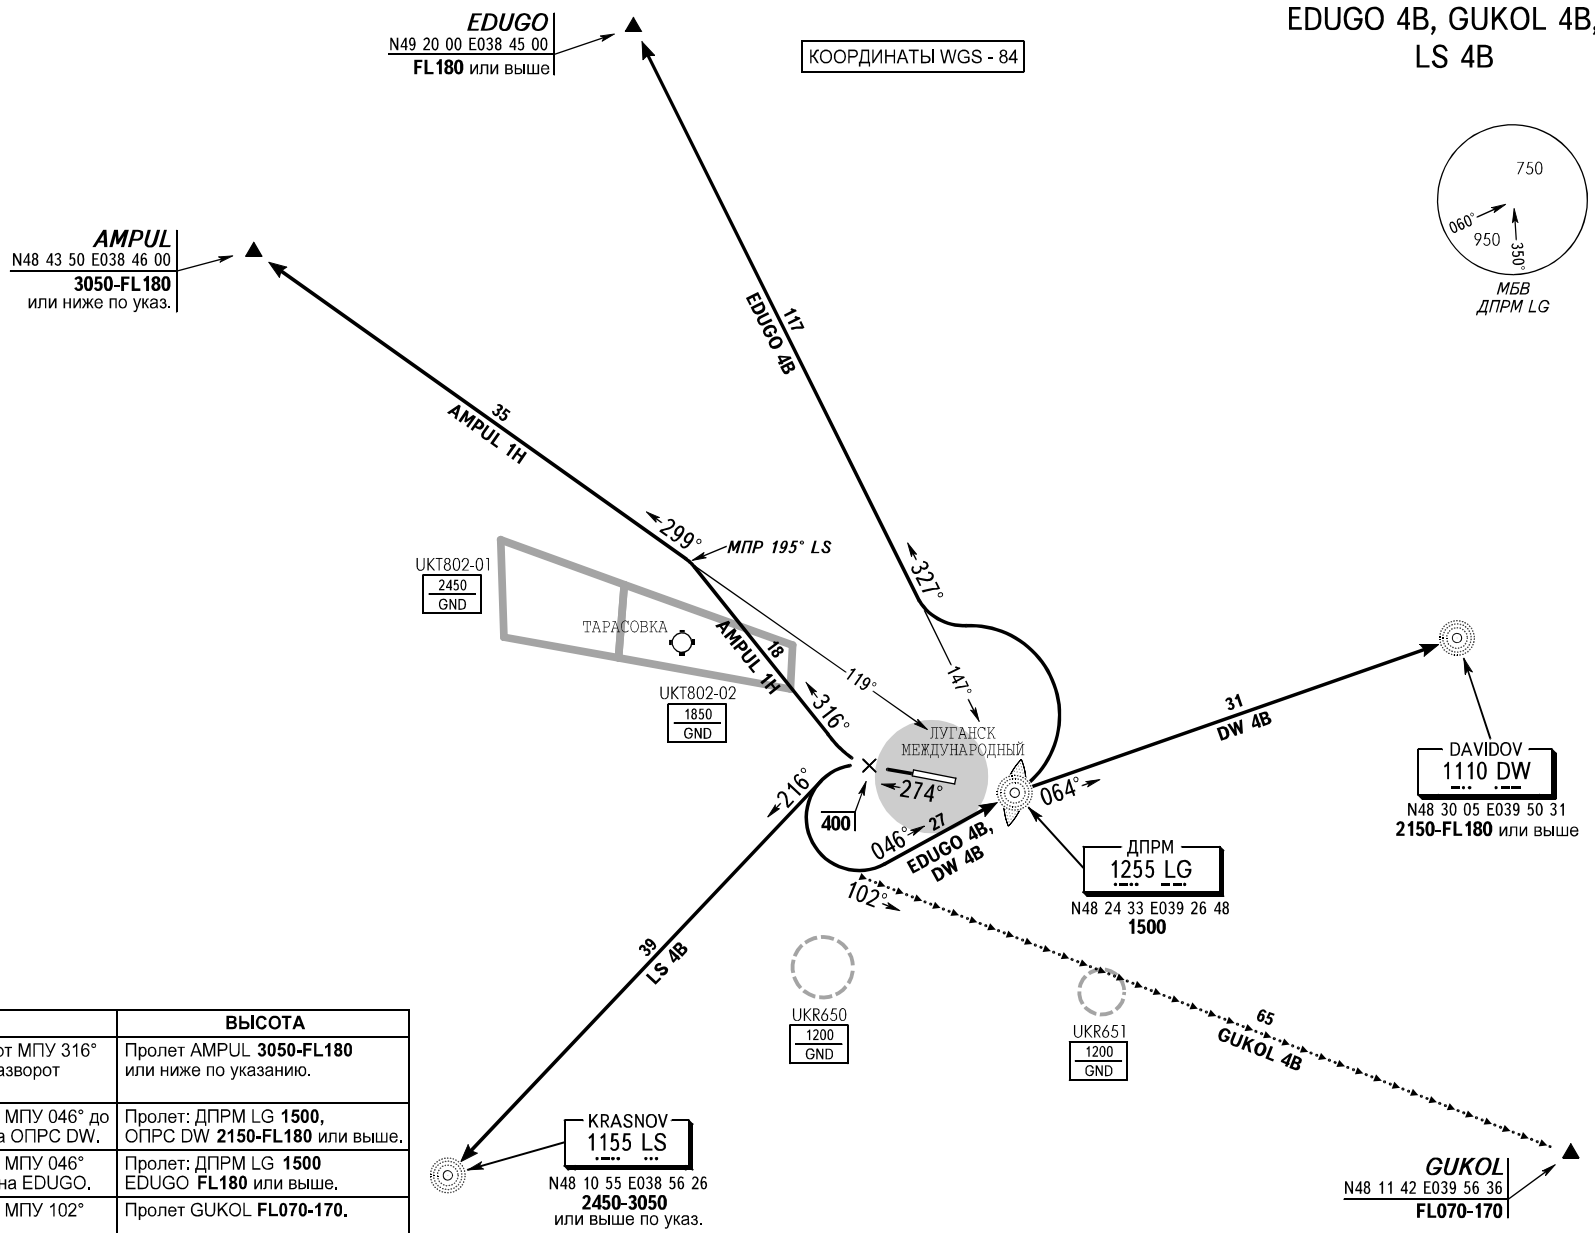 EDUGO 4B, GUKOL 4B,
LS 4B
EDUGO
N49 20 00 E038 45 00
FL180 или выше
КООРДИНАТЫ WGS - 84
750
060°
950
350°
МБВ
ДПРМ LG
AMPUL
N48 43 50 E038 46 00
3050-FL180
или ниже по указ.
117
EDUGO 4B
35
AMPUL 1H
299°
МПР 195° LS
327°
UKT802-01
2450
GND
ТАРАСОВКА
AMPUL 1H
18
UKT802-02
1850
GND
316°
119°
147°
ЛУГАНСК
МЕЖДУНАРОДНЫЙ
31
DW 4B
DAVIDOV
1110 DW
N48 30 05 E039 50 31
2150-FL180 или выше
216°
274°
064°
400
046°
27
EDUGO 4B,
DW 4B
ДПРМ
1255 LG
N48 24 33 E039 26 48
1500
102°
39
LS 4B
UKR650
1200
GND
UKR651
1200
GND
65
GUKOL 4B
ВЫСОТА
от МПУ 316°
азворот
Пролет AMPUL 3050-FL180
или ниже по указанию.
МПУ 046° до
а ОПРС DW.
Пролет: ДПРМ LG 1500,
ОПРС DW 2150-FL180 или выше.
МПУ 046°
на EDUGO.
Пролет: ДПРМ LG 1500
EDUGO FL180 или выше.
МПУ 102°
Пролет GUKOL FL070-170.
KRASNOV
1155 LS
N48 10 55 E038 56 26
2450-3050
или выше по указ.
GUKOL
N48 11 42 E039 56 36
FL070-170